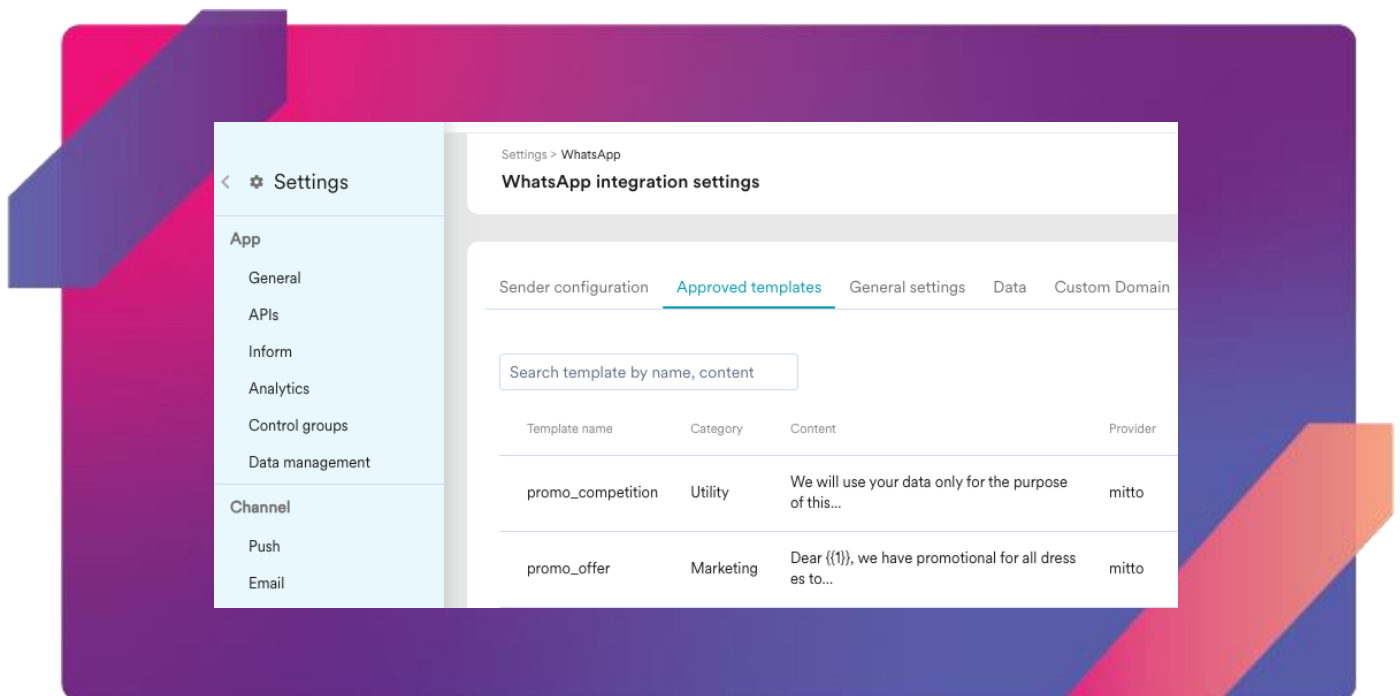 Settings
App
General
APIs
Inform
Analytics
Control groups
Data management
Channel
Push
Email
Settings > WhatsApp
WhatsApp integration settings
Sender configuration Approved templates General settings Data Custom Domain
Search template by name, content
Template name Category Content Provider
promo_competition Utility We will use your data only for the purpose
of this... mitto
promo_offer Marketing Dear {{1}}, we have promotional for all dress
es to... mitto